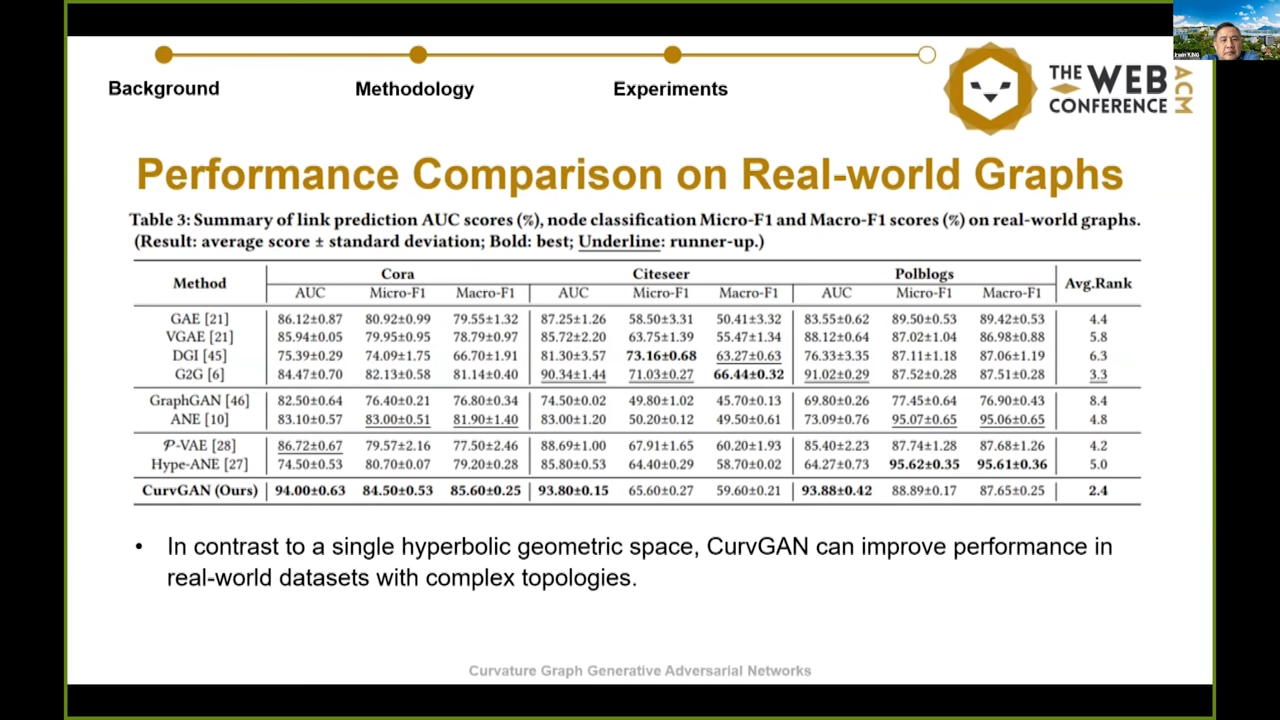 Background
Methodology
Experiments
THE WEB
CONFERENCE
ACM
Irwin KING
Performance Comparison on Real-world Graphs
Table 3: Summary of link prediction AUC scores (%), node classification Micro-F1 and Macro-F1 scores (%) on real-world graphs.
(Result: average score ± standard deviation; Bold: best; Underline: runner-up.)
Method Cora Citeseer Polblogs Avg.Rank
AUC Micro-F1 Macro-F1 AUC Micro-F1 Macro-F1 AUC Micro-F1 Macro-F1
GAE [21] 86.12±0.87 80.92±0.99 79.55±1.32 87.25±1.26 58.50±3.31 50.41±3.32 83.55±0.62 89.50±0.53 89.42±0.53 4.4
VGAE [21] 85.94±0.05 79.95±0.95 78.79±0.97 85.72±2.20 63.75±1.39 55.47±1.34 88.12±0.64 87.02±1.04 86.98±0.88 5.8
DGI [45] 75.39±0.29 74.09±1.75 66.70±1.91 81.30±3.57 73.16±0.68 63.27±0.63 76.33±3.35 87.11±1.18 87.06±1.19 6.3
G2G [6] 84.47±0.70 82.13±0.58 81.14±0.40 90.34±1.44 71.03±0.27 66.44±0.32 91.02±0.29 87.52±0.28 87.51±0.28 3.3
GraphGAN [46] 82.50±0.64 76.40±0.21 76.80±0.34 74.50±0.02 49.80±1.02 45.70±0.13 69.80±0.26 77.45±0.64 76.90±0.43 8.4
ANE [10] 83.10±0.57 83.00±0.51 81.90±1.40 83.00±1.20 50.20±0.12 49.50±0.61 73.09±0.76 95.07±0.65 95.06±0.65 4.8
𝒫-VAE [28] 86.72±0.67 79.57±2.16 77.50±2.46 88.69±1.00 67.91±1.65 60.20±1.93 85.40±2.23 87.74±1.28 87.68±1.26 4.2
Hype-ANE [27] 74.50±0.53 80.70±0.07 79.20±0.28 85.80±0.53 64.40±0.29 58.70±0.02 64.27±0.73 95.62±0.35 95.61±0.36 5.0
CurvGAN (Ours) 94.00±0.63 84.50±0.53 85.60±0.25 93.80±0.15 65.60±0.27 59.60±0.21 93.88±0.42 88.89±0.17 87.65±0.25 2.4
• In contrast to a single hyperbolic geometric space, CurvGAN can improve performance in
real-world datasets with complex topologies.
Curvature Graph Generative Adversarial Networks